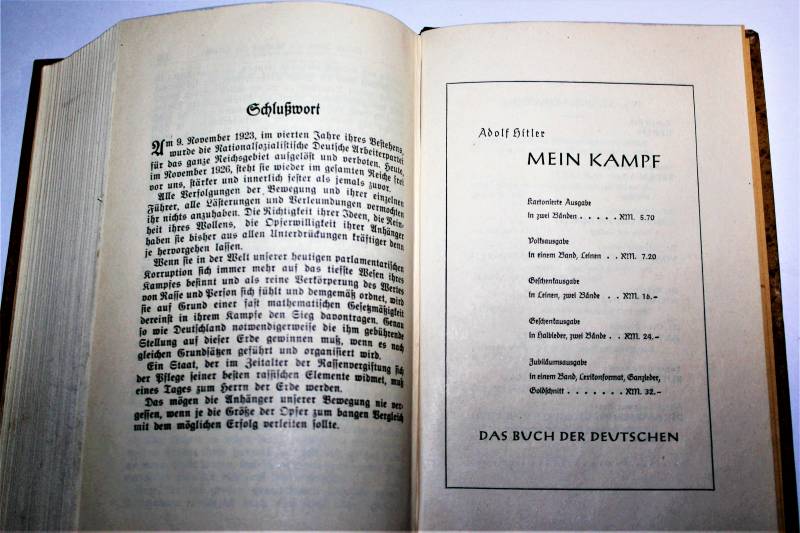 Schlußwort
Am 9. November 1923, im vierten Jahre ihres Bestehens,
wurde die Nationalsozialistische Deutsche Arbeiterpartei
für das ganze Reichsgebiet aufgelöst und verboten. Heute,
im November 1926, steht sie wieder im gesamten Reiche frei
vor uns, stärker und innerlich fester als jemals zuvor.
Alle Verfolgungen der Bewegung und ihrer einzelnen
Führer, alle Lästerungen und Verleumdungen vermochten
ihr nichts anzuhaben. Die Richtigkeit ihrer Ideen, die Rein-
heit ihres Wollens, die Opferwilligkeit ihrer Anhänger
haben sie bisher aus allen Unterdrückungen kräftiger denn
je hervorgehen lassen.
Wenn sie in der Welt unserer heutigen parlamentarischen
Korruption sich immer mehr auf das tiefste Wesen ihres
Kampfes besinnt und als reine Verkörperung des Wertes
von Rasse und Person sich fühlt und demgemäß ordnet, wird
sie auf Grund einer fast mathematischen Gesetzmäßigkeit
dereinst in ihrem Kampfe den Sieg davontragen. Genau
so wie Deutschland notwendigerweise die ihm gebührende
Stellung auf dieser Erde gewinnen muß, wenn es nach
gleichen Grundsätzen geführt und organisiert wird.
Ein Staat, der im Zeitalter der Rassenvergiftung sich
der Pflege seiner besten rassischen Elemente widmet, muß
eines Tages zum Herrn der Erde werden.
Das mögen die Anhänger unserer Bewegung nie ver-
gessen, wenn je die Größe der Opfer zum bangen Vergleich
mit dem möglichen Erfolg verleiten sollte.
Adolf Hitler
MEIN KAMPF
Kartonierte Ausgabe
in zwei Bänden . . . . . RM. 5.70
Volksausgabe
in einem Band, Leinen . . RM. 7.20
Geschenkausgabe
in Leinen, zwei Bände . . RM. 16.-
Geschenkausgabe
in Halbleder, zwei Bände . . RM. 24.-
Jubiläumsausgabe
in einem Band, Lexikonformat, Ganzleder,
Goldschnitt . . . . . . . RM. 32.-
DAS BUCH DER DEUTSCHEN